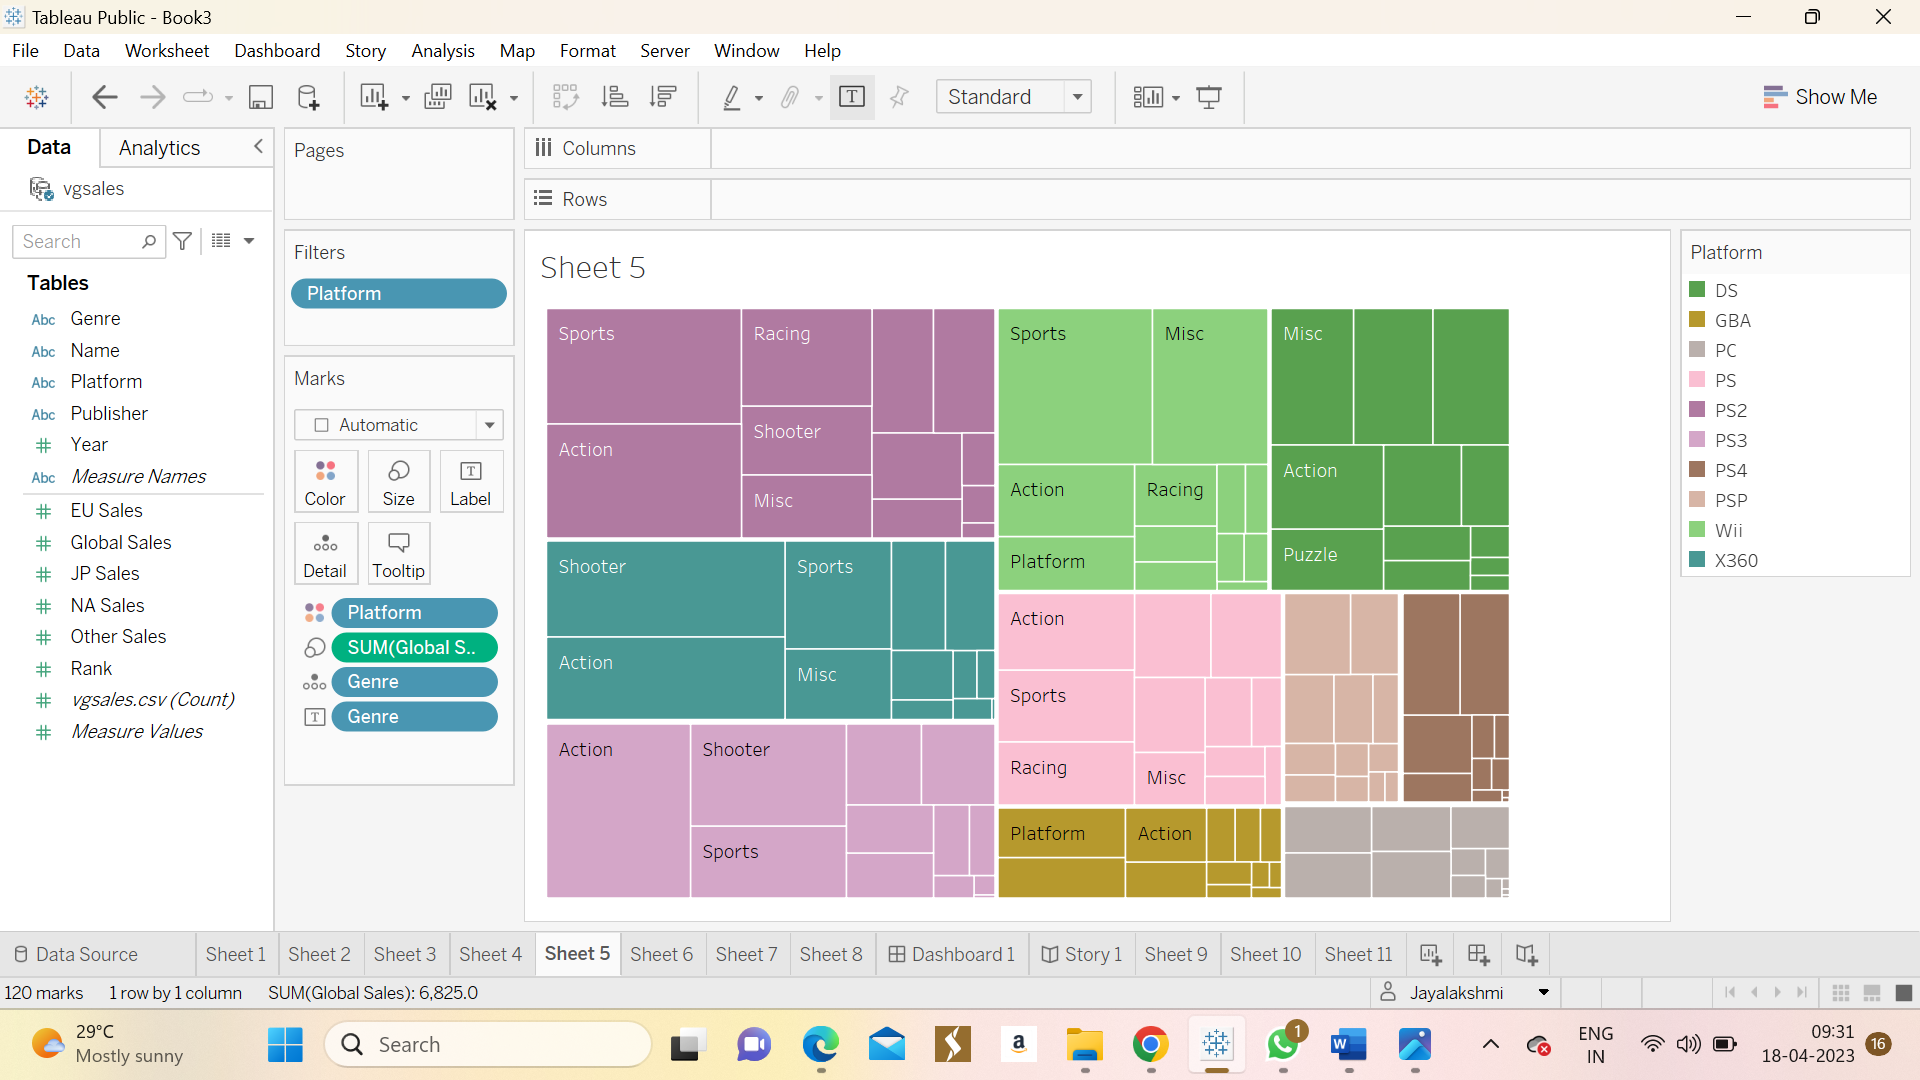 Tableau Public - Book3
File Data Worksheet Dashboard Story Analysis Map Format Server Window Help
Standard
Show Me
Data Analytics
vgsales
Search
Tables
Abc Genre
Abc Name
Abc Platform
Abc Publisher
# Year
Abc Measure Names
# EU Sales
# Global Sales
# JP Sales
# NA Sales
# Other Sales
# Rank
# vgsales.csv (Count)
# Measure Values
Pages
Filters
Platform
Marks
Automatic
Color Size Label
Detail Tooltip
Platform
SUM(Global S..
Genre
T Genre
Columns
Rows
Sheet 5
Sports
Racing
Shooter
Action
Misc
Shooter
Sports
Action
Misc
Action
Shooter
Sports
Sports
Misc
Action
Racing
Platform
Misc
Action
Puzzle
Action
Sports
Racing
Misc
Platform
Action
Platform
DS
GBA
PC
PS
PS2
PS3
PS4
PSP
Wii
X360
Data Source Sheet 1 Sheet 2 Sheet 3 Sheet 4 Sheet 5 Sheet 6 Sheet 7 Sheet 8 Dashboard 1 Story 1 Sheet 9 Sheet 10 Sheet 11
120 marks 1 row by 1 column SUM(Global Sales): 6,825.0 Jayalakshmi
29°C
Mostly sunny
Search
a
1
W
ENG
IN
09:31
18-04-2023
16